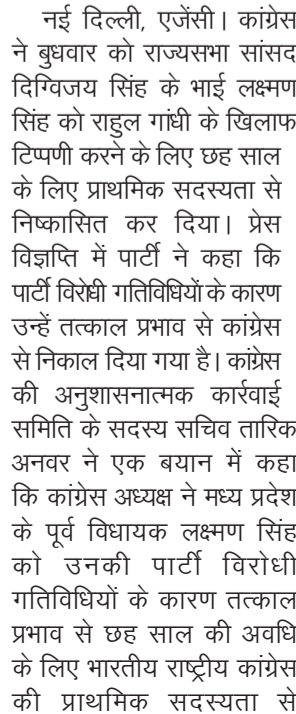 नई दिल्ली, एजेंसी। कांग्रेस
ने बुधवार को राज्यसभा सांसद
दिग्विजय सिंह के भाई लक्ष्मण
सिंह को राहुल गांधी के खिलाफ
टिप्पणी करने के लिए छह साल
के लिए प्राथमिक सदस्यता से
निष्कासित कर दिया। प्रेस
विज्ञप्ति में पार्टी ने कहा कि
पार्टी विरोधी गतिविधियों के कारण
उन्हें तत्काल प्रभाव से कांग्रेस
से निकाल दिया गया है। कांग्रेस
की अनुशासनात्मक कार्रवाई
समिति के सदस्य सचिव तारिक
अनवर ने एक बयान में कहा
कि कांग्रेस अध्यक्ष ने मध्य प्रदेश
के पूर्व विधायक लक्ष्मण सिंह
को उनकी पार्टी विरोधी
गतिविधियों के कारण तत्काल
प्रभाव से छह साल की अवधि
के लिए भारतीय राष्ट्रीय कांग्रेस
की प्राथमिक सदस्यता से